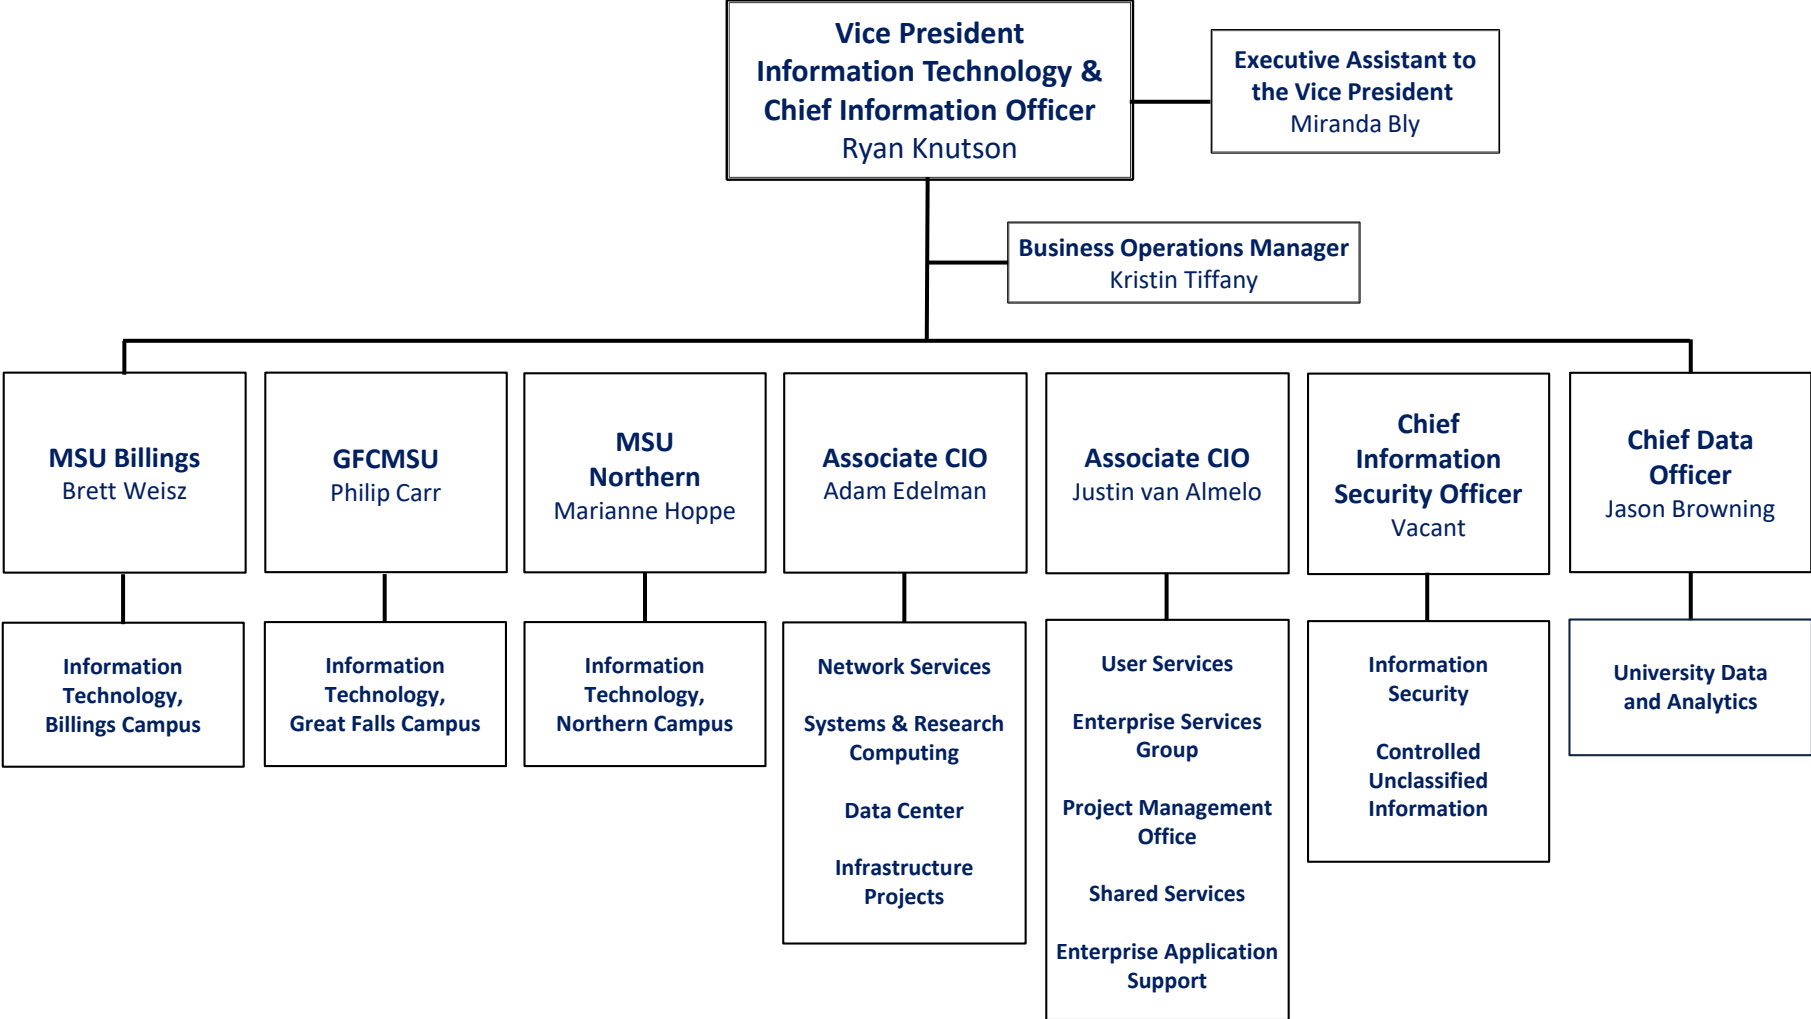 Vice President
Information Technology &
Chief Information Officer
Ryan Knutson
Executive Assistant to
the Vice President
Miranda Bly
Business Operations Manager
Kristin Tiffany
MSU Billings
Brett Weisz
GFCMSU
Philip Carr
MSU
Northern
Marianne Hoppe
Associate CIO
Adam Edelman
Associate CIO
Justin van Almelo
Chief
Information
Security Officer
Vacant
Chief Data
Officer
Jason Browning
Information
Technology,
Billings Campus
Information
Technology,
Great Falls Campus
Information
Technology,
Northern Campus
Network Services
Systems & Research
Computing
Data Center
Infrastructure
Projects
User Services
Enterprise Services
Group
Project Management
Office
Shared Services
Enterprise Application
Support
Information
Security
Controlled
Unclassified
Information
University Data
and Analytics